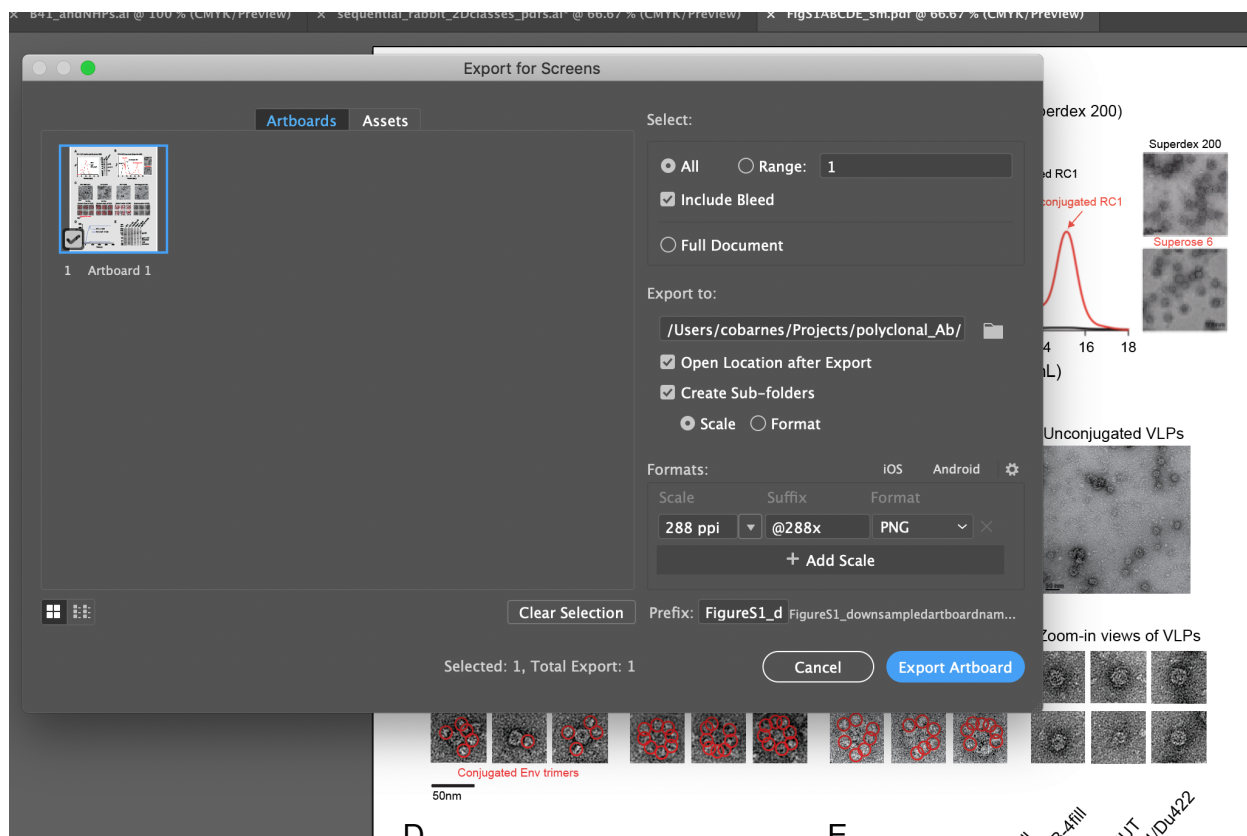 B41_andNHPs.ai @ 100 % (CMYK/Preview)
sequential_rabbit_2Dclasses_pdfs.ai* @ 66.67 % (CMYK/Preview)
FigS1ABCDE_sm.pdf @ 66.67 % (CMYK/Preview)
Export for Screens
Artboards
Assets
1 Artboard 1
Clear Selection
Selected: 1, Total Export: 1
Select:
All
Range:
1
Include Bleed
Full Document
Export to:
/Users/cobarnes/Projects/polyclonal_Ab/
Open Location after Export
Create Sub-folders
Scale
Format
Formats:
iOS
Android
Scale
Suffix
Format
288 ppi
@288x
PNG
+ Add Scale
Prefix:
FigureS1_d
FigureS1_downsampledartboardnam...
Cancel
Export Artboard
perdex 200)
Superdex 200
ed RC1
conjugated RC1
Superose 6
4 16 18
nL)
Unconjugated VLPs
Zoom-in views of VLPs
Conjugated Env trimers
50nm
D
E
-4fill
UT
/Du422